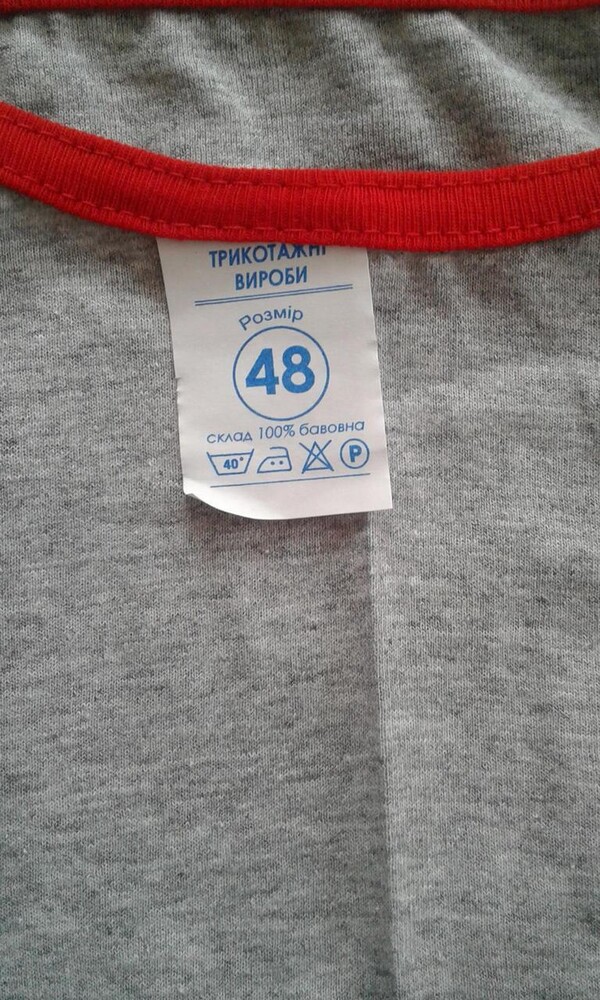 ТРИКОТАЖНІ
ВИРОБИ
Розмір
48
склад 100% бавовна
40°
P